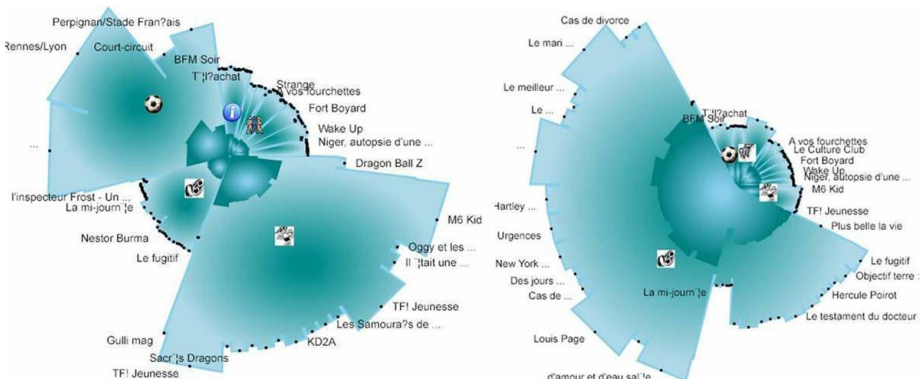 Perpignan/Stade Fran?ais
Rennes/Lyon
Court-circuit
BFM Soir
T¨¦l?achat
Strange
A vos fourchettes
Fort Boyard
Wake Up
Niger, autopsie d'une ...
Dragon Ball Z
...
l'inspecteur Frost - Un ...
La mi-journ¨¦e
Nestor Burma
Le fugitif
M6 Kid
Oggy et les ...
Il ¨¦tait une ...
TF! Jeunesse
Les Samoura?s de ...
KD2A
Gulli mag
Sacr¨¦s Dragons
TF! Jeunesse
Cas de divorce
Le mari ...
Le meilleur ...
Le ...
...
T¨¦l?achat
BFM Soir
A vos fourchettes
Le Culture Club
Fort Boyard
Wake Up
Niger, autopsie d'une ...
M6 Kid
TF! Jeunesse
Plus belle la vie
Hartley ...
Urgences
New York ...
Des jours ...
Cas de ...
La mi-journ¨¦e
Le fugitif
Objectif terre :
Hercule Poirot
Le testament du docteur
Louis Page
d'amour et d'eau sal¨¦e